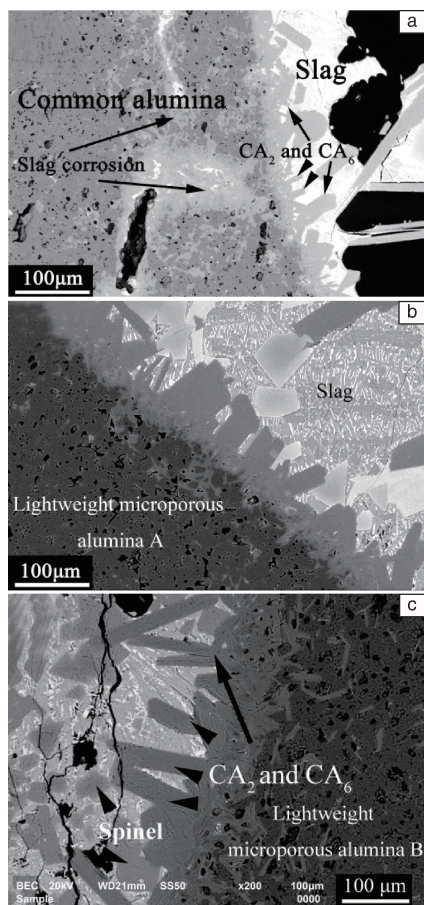 a
Slag
Common alumina
CA2 and CA6
Slag corrosion
100μm
b
Slag
Lightweight microporous
alumina A
100μm
c
CA2 and CA6
Lightweight
Spinel
microporous alumina B
BEC 20kV WD21mm SS50 x200 100μm
Sample 0000
100 μm